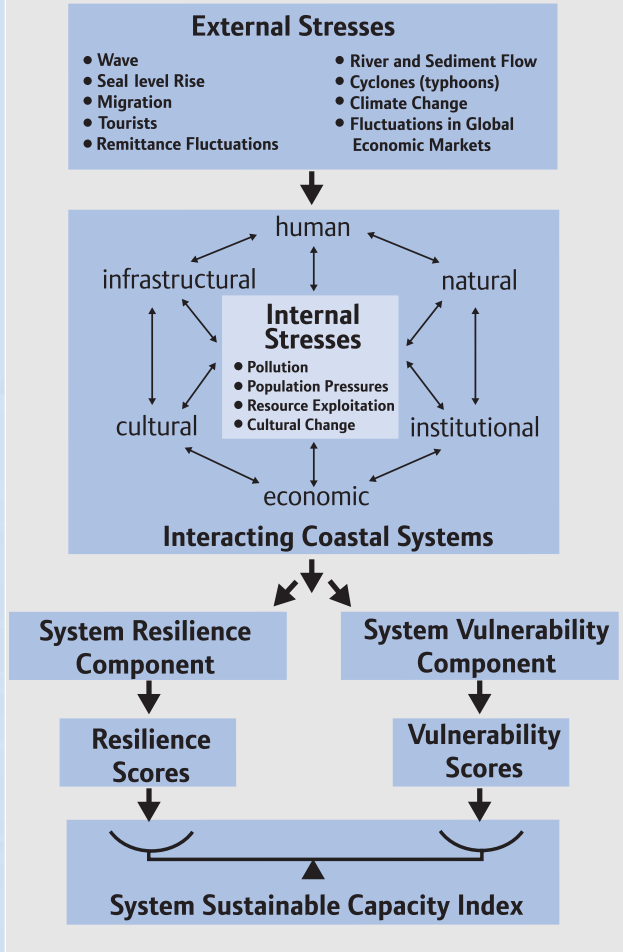 External Stresses
● Wave
● Seal level Rise
● Migration
● Tourists
● Remittance Fluctuations
● River and Sediment Flow
● Cyclones (typhoons)
● Climate Change
● Fluctuations in Global
Economic Markets
human
infrastructural
natural
Internal
Stresses
● Pollution
● Population Pressures
● Resource Exploitation
● Cultural Change
cultural
institutional
economic
Interacting Coastal Systems
System Resilience
Component
System Vulnerability
Component
Resilience
Scores
Vulnerability
Scores
System Sustainable Capacity Index